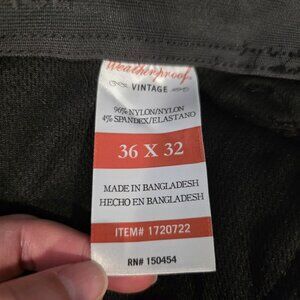 Weatherproof
VINTAGE
96% NYLON/NYLON
4% SPANDEX/ELASTANO
36 X 32
MADE IN BANGLADESH
HECHO EN BANGLADESH
ITEM# 1720722
RN# 150454